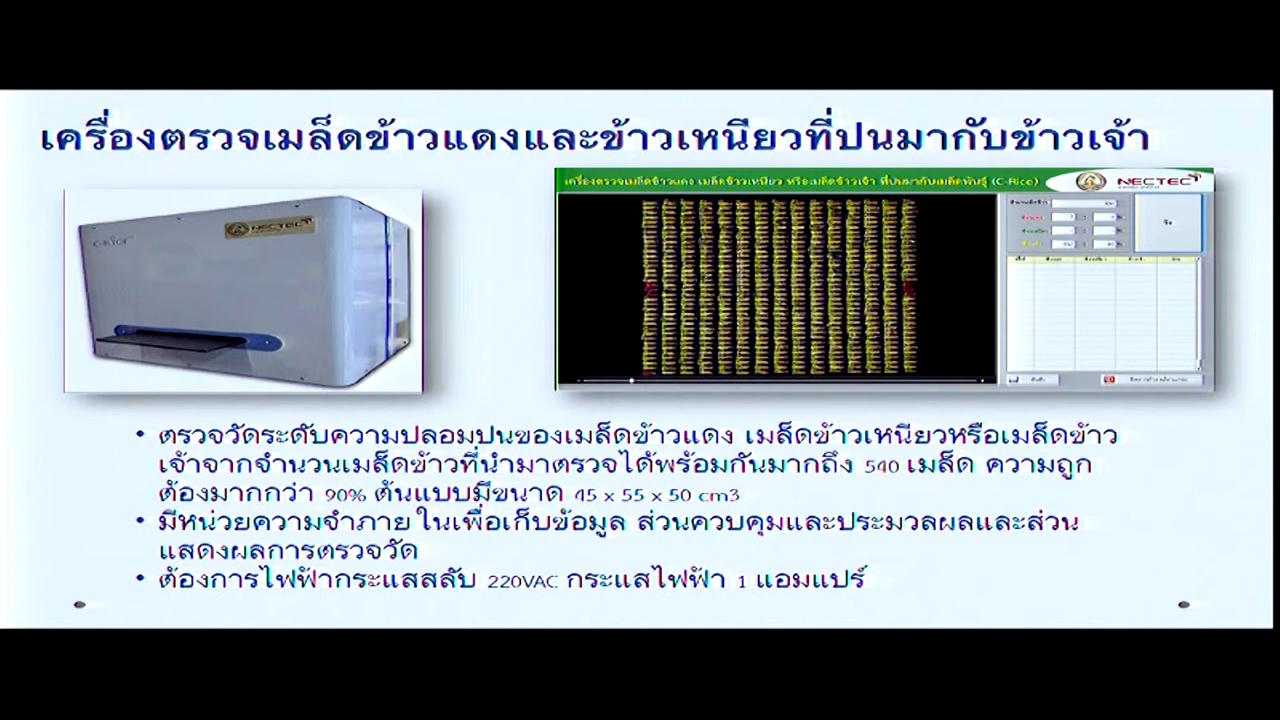 เครื่องตรวจเมล็ดข้าวแดงและข้าวเหนียวที่ปนมากับข้าวเจ้า
เครื่องตรวจเมล็ดข้าวแดง เมล็ดข้าวเหนียว หรือเมล็ดข้าวเจ้า ที่ปนมากับเมล็ดพันธุ์ (C-Rice)
NECTEC
NECTEC
C-Rice
• ตรวจวัดระดับความปลอมปนของเมล็ดข้าวแดง เมล็ดข้าวเหนียวหรือเมล็ดข้าว
เจ้าจากจำนวนเมล็ดข้าวที่นำมาตรวจได้พร้อมกันมากถึง 540 เมล็ด ความถูก
ต้องมากกว่า 90% ต้นแบบมีขนาด 45 x 55 x 50 cm3
• มีหน่วยความจำภายในเพื่อเก็บข้อมูล ส่วนควบคุมและประมวลผลและส่วน
แสดงผลการตรวจวัด
• ต้องการไฟฟ้ากระแสสลับ 220VAC กระแสไฟฟ้า 1 แอมแปร์